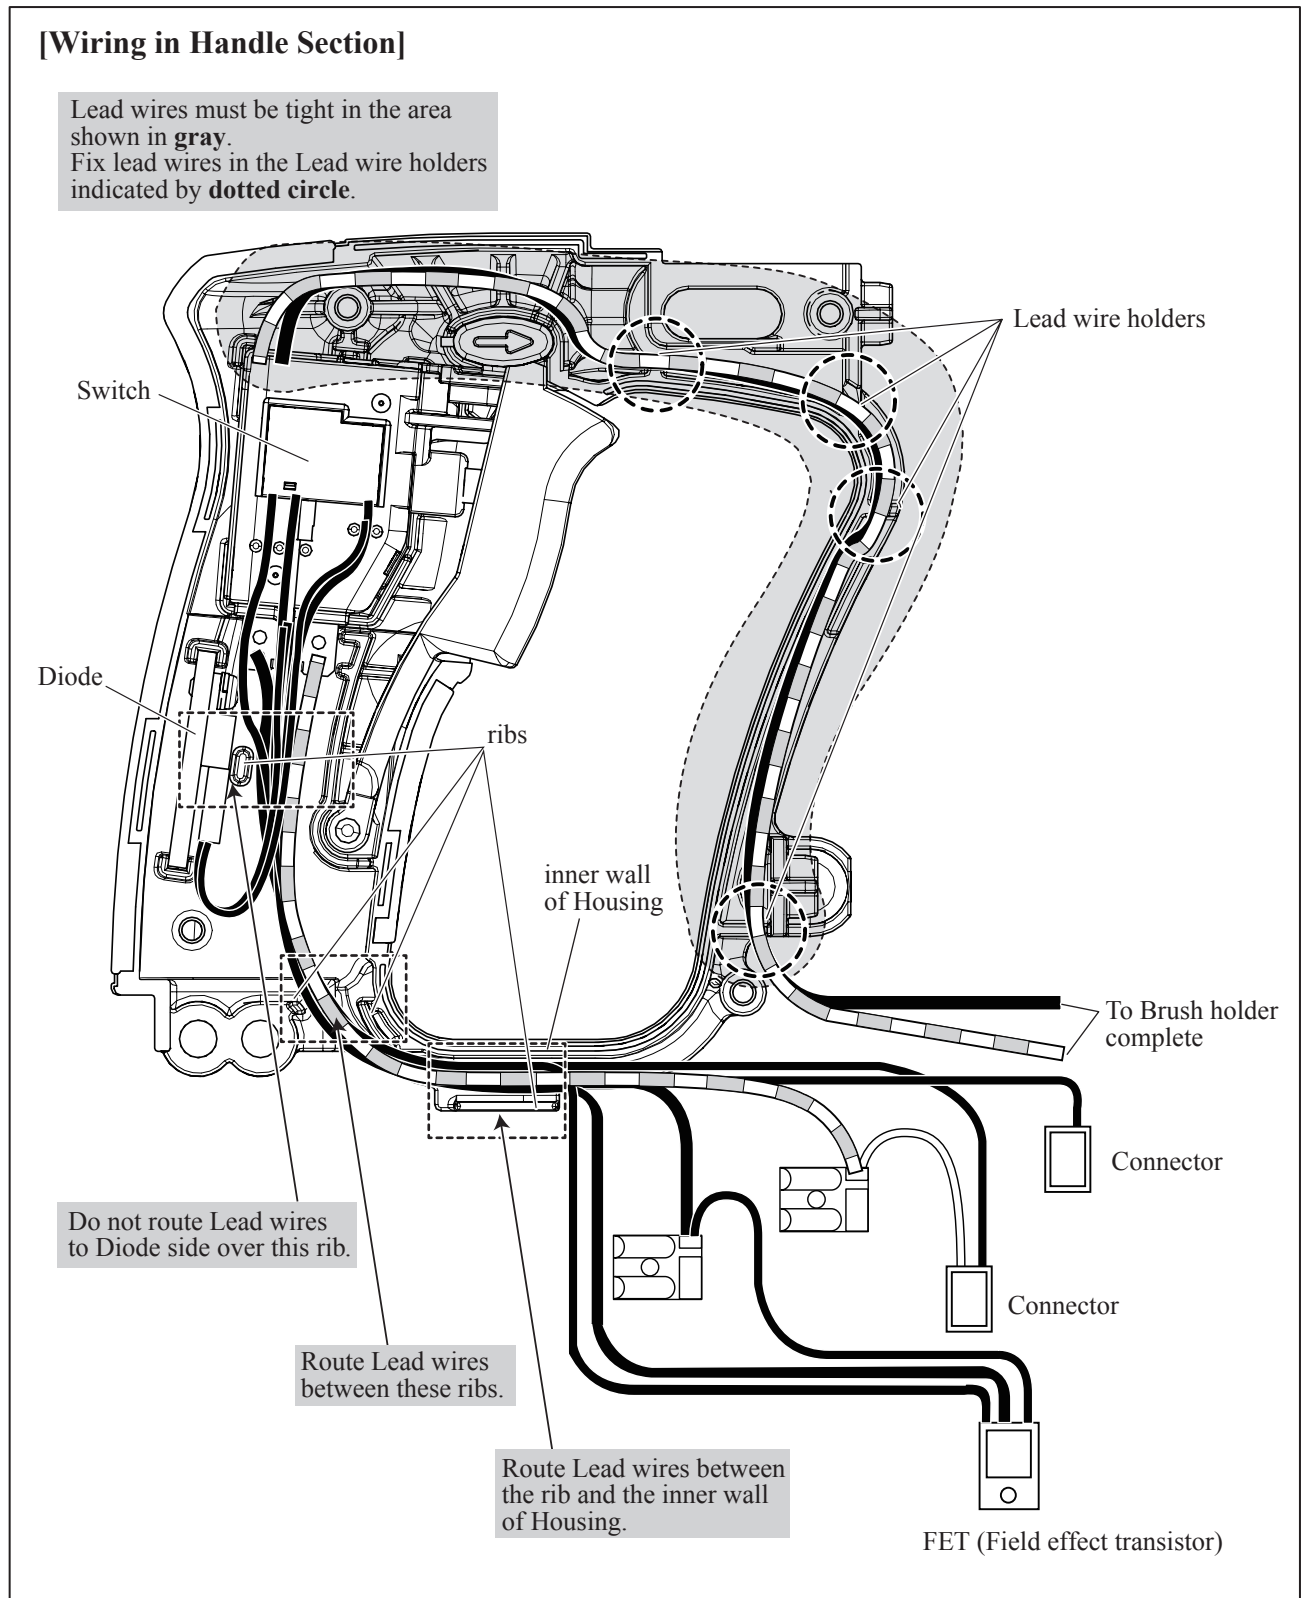 [Wiring in Handle Section]
Lead wires must be tight in the area
shown in gray.
Fix lead wires in the Lead wire holders
indicated by dotted circle.
Lead wire holders
Switch
Diode
ribs
inner wall
of Housing
To Brush holder
complete
Connector
Do not route Lead wires
to Diode side over this rib.
Connector
Route Lead wires
between these ribs.
Route Lead wires between
the rib and the inner wall
of Housing.
FET (Field effect transistor)